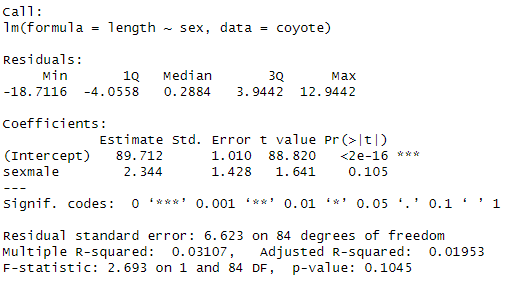 Call:
lm(formula = length ~ sex, data = coyote)
Residuals:
Min 1Q Median 3Q Max
-18.7116 -4.0558 0.2884 3.9442 12.9442
Coefficients:
Estimate Std. Error t value Pr(>|t|)
(Intercept) 89.712 1.010 88.820 <2e-16 ***
sexmale 2.344 1.428 1.641 0.105
---
Signif. codes: 0 ‘***’ 0.001 ‘**’ 0.01 ‘*’ 0.05 ‘.’ 0.1 ‘ ’ 1
Residual standard error: 6.623 on 84 degrees of freedom
Multiple R-squared: 0.03107, Adjusted R-squared: 0.01953
F-statistic: 2.693 on 1 and 84 DF, p-value: 0.1045